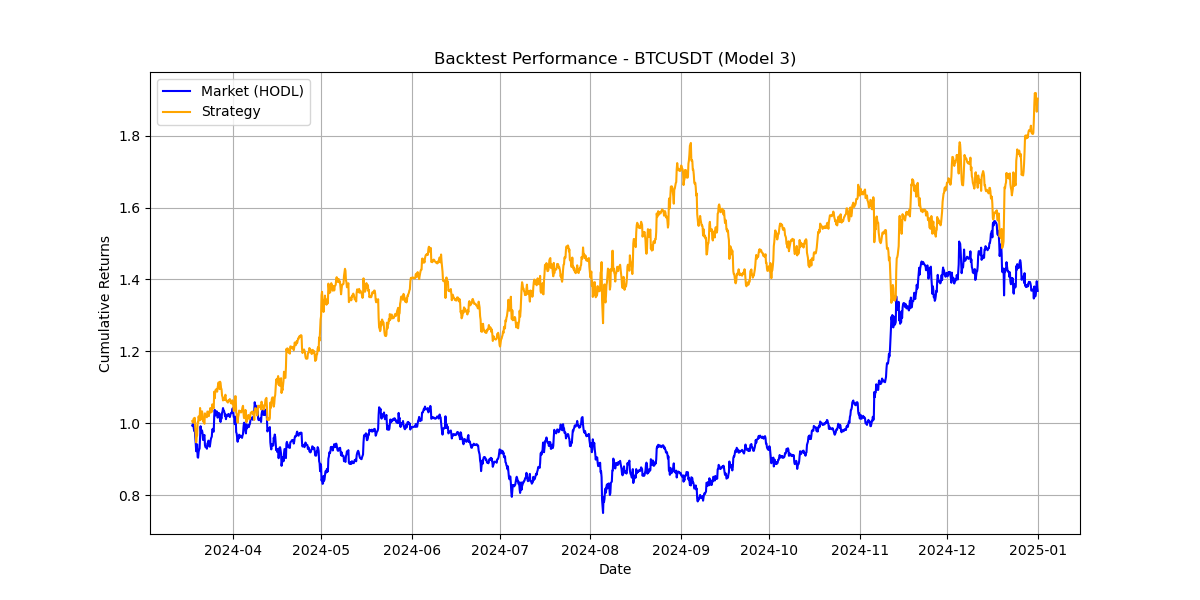 Backtest Performance - BTCUSDT (Model 3)
Market (HODL)
Strategy
Cumulative Returns
1.8
1.6
1.4
1.2
1.0
0.8
2024-04 2024-05 2024-06 2024-07 2024-08 2024-09 2024-10 2024-11 2024-12 2025-01
Date